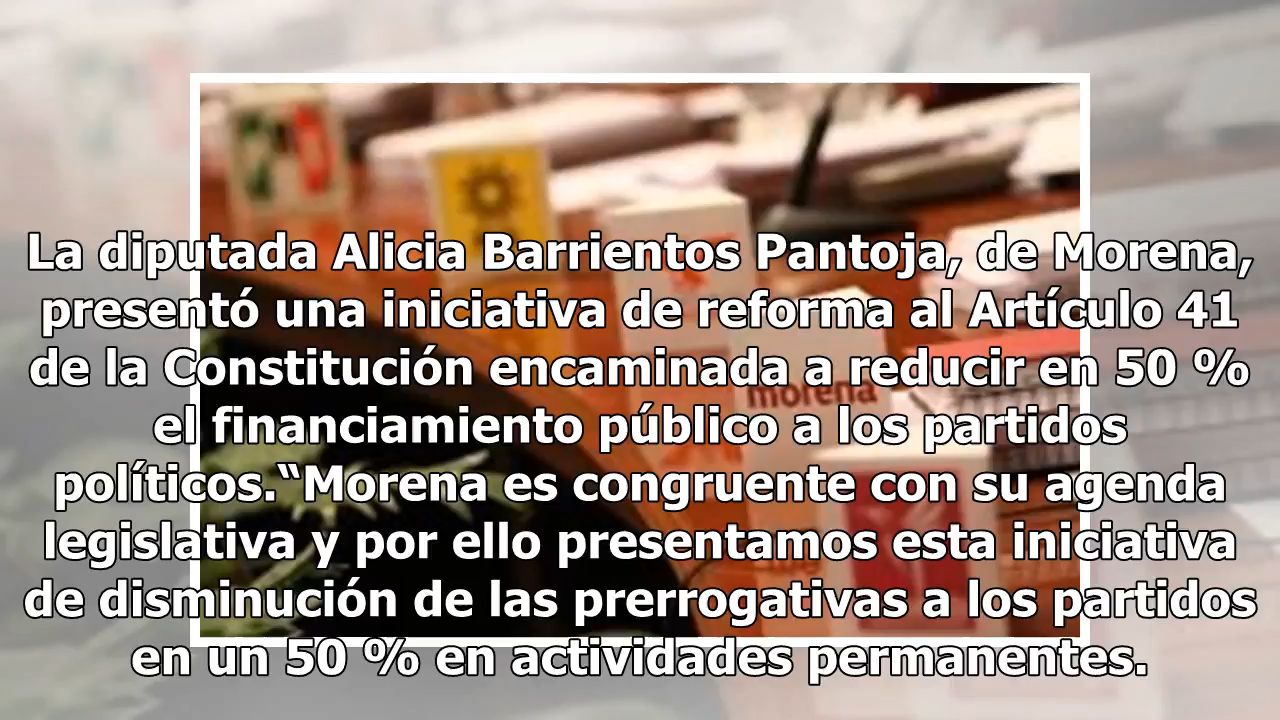 La diputada Alicia Barrientos Pantoja, de Morena,
presentó una iniciativa de reforma al Artículo 41
de la Constitución encaminada a reducir en 50 %
el financiamiento público a los partidos
políticos.“Morena es congruente con su agenda
legislativa y por ello presentamos esta iniciativa
de disminución de las prerrogativas a los partidos
en un 50 % en actividades permanentes.
morena